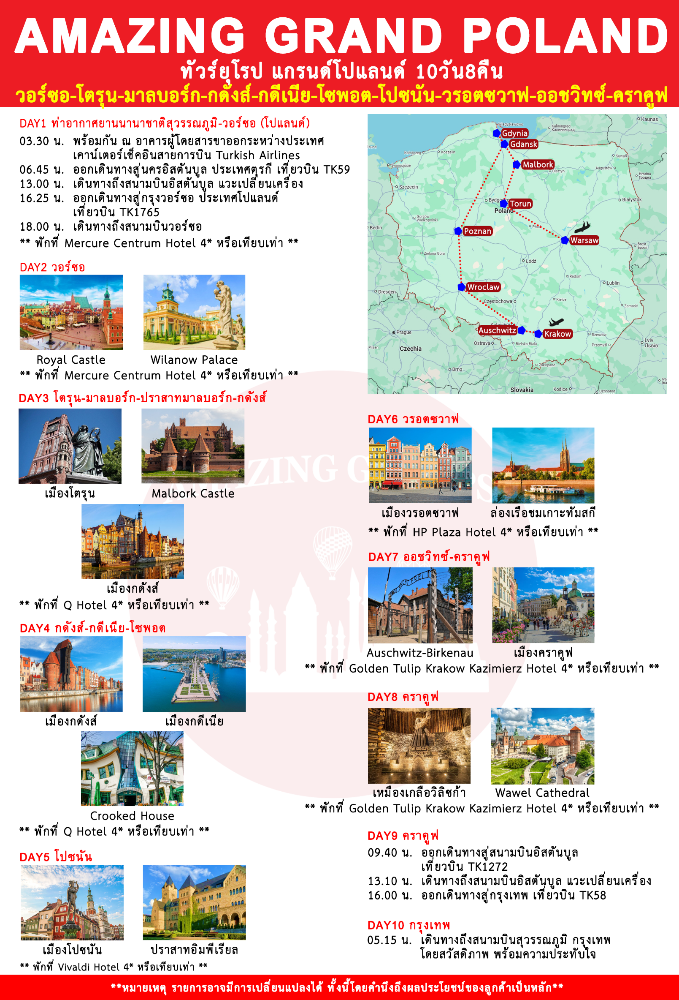 AMAZING GRAND POLAND
ทัวร์ยุโรป แกรนด์โปแลนด์ 10วัน8คืน
วอร์ซอ-โตรุน-มาลบอร์ก-กดังส์-กดีเนีย-โซพอต-โปซนัน-วรอตซวาฟ-ออชวิทซ์-คราคูฟ
DAY1 ท่าอากาศยานนานาชาติสุวรรณภูมิ-วอร์ซอ (โปแลนด์)
03.30 น. พร้อมกัน ณ อาคารผู้โดยสารขาออกระหว่างประเทศ
เคาน์เตอร์เช็คอินสายการบิน Turkish Airlines
06.45 น. ออกเดินทางสู่นครอิสตันบูล ประเทศตุรกี เที่ยวบิน TK59
13.00 น. เดินทางถึงสนามบินอิสตันบูล แวะเปลี่ยนเครื่อง
16.25 น. ออกเดินทางสู่กรุงวอร์ซอ ประเทศโปแลนด์
เที่ยวบิน TK1765
18.00 น. เดินทางถึงสนามบินวอร์ซอ
** พักที่ Mercure Centrum Hotel 4* หรือเทียบเท่า **
DAY2 วอร์ซอ
Royal Castle
Wilanow Palace
** พักที่ Mercure Centrum Hotel 4* หรือเทียบเท่า **
DAY3 โตรุน-มาลบอร์ก-ปราสาทมาลบอร์ก-กดังส์
เมืองโตรุน
Malbork Castle
เมืองกดังส์
** พักที่ Q Hotel 4* หรือเทียบเท่า **
DAY4 กดังส์-กดีเนีย-โซพอต
เมืองกดังส์
เมืองกดีเนีย
Crooked House
** พักที่ Q Hotel 4* หรือเทียบเท่า **
DAY5 โปซนัน
เมืองโปซนัน
ปราสาทอิมพีเรียล
** พักที่ Vivaldi Hotel 4* หรือเทียบเท่า **
Władysławowo
Gdynia
Gdansk
Kaliningrad
Калининград
Kaunas
Kołobrzeg
Koszalin
Suwałki
Świnoujście
Malbork
Olsztyn
Augustów
Hrodna
Гродна
Szczecin
Torun
Białystok
Poland
Gorzów
Wielkopolski
Płock
Berlin
Poznan
Warsaw
Brest
Брэст
Zielona Góra
Łódź
Radom
Lublin
Wroclaw
Dresden
Częstochowa
Kielce
Zamość
Katowice
Auschwitz
Krakow
Prague
Rzeszów
Lviv
Львів
Pilsen
Czechia
Ostrava
Bielsko-Biala
Przemyśl
Brno
Zakopane
Slovakia
Košice
Uzhhorod
DAY6 วรอตซวาฟ
เมืองวรอตซวาฟ
ล่องเรือชมเกาะทัมสกี
** พักที่ HP Plaza Hotel 4* หรือเทียบเท่า **
DAY7 ออชวิทซ์-คราคูฟ
Auschwitz-Birkenau
เมืองคราคูฟ
** พักที่ Golden Tulip Krakow Kazimierz Hotel 4* หรือเทียบเท่า **
DAY8 คราคูฟ
เหมืองเกลือวิลิซก้า
Wawel Cathedral
** พักที่ Golden Tulip Krakow Kazimierz Hotel 4* หรือเทียบเท่า **
DAY9 คราคูฟ
09.40 น. ออกเดินทางสู่สนามบินอิสตันบูล
เที่ยวบิน TK1272
13.10 น. เดินทางถึงสนามบินอิสตันบูล แวะเปลี่ยนเครื่อง
16.00 น. ออกเดินทางสู่กรุงเทพ เที่ยวบิน TK58
DAY10 กรุงเทพ
05.15 น. เดินทางถึงสนามบินสุวรรณภูมิ กรุงเทพ
โดยสวัสดิภาพ พร้อมความประทับใจ
**หมายเหตุ รายการอาจมีการเปลี่ยนแปลงได้ ทั้งนี้โดยคำนึงถึงผลประโยชน์ของลูกค้าเป็นหลัก**